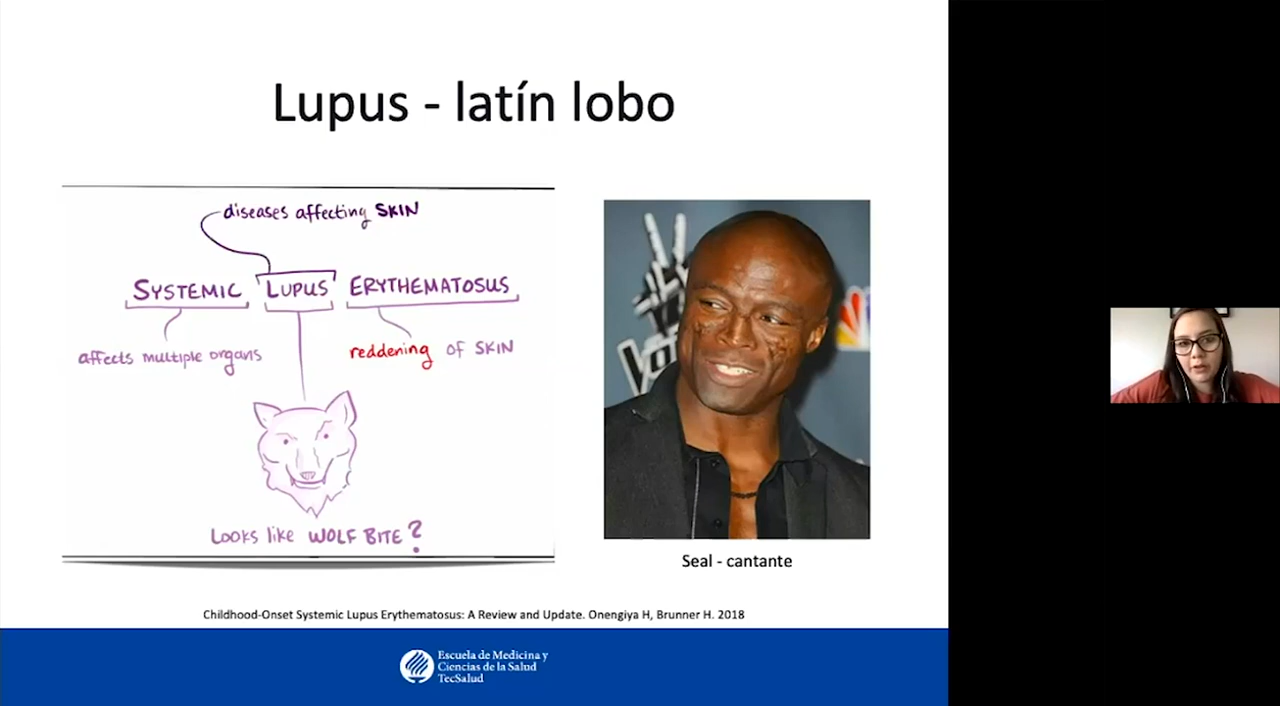 Lupus - latín lobo
diseases affecting SKIN
SYSTEMIC LUPUS ERYTHEMATOSUS
affects multiple organs
reddening of SKIN
Looks like WOLF BITE?
Seal - cantante
Childhood-Onset Systemic Lupus Erythematosus: A Review and Update. Onengiya H, Brunner H. 2018
Escuela de Medicina y
Ciencias de la Salud
TecSalud